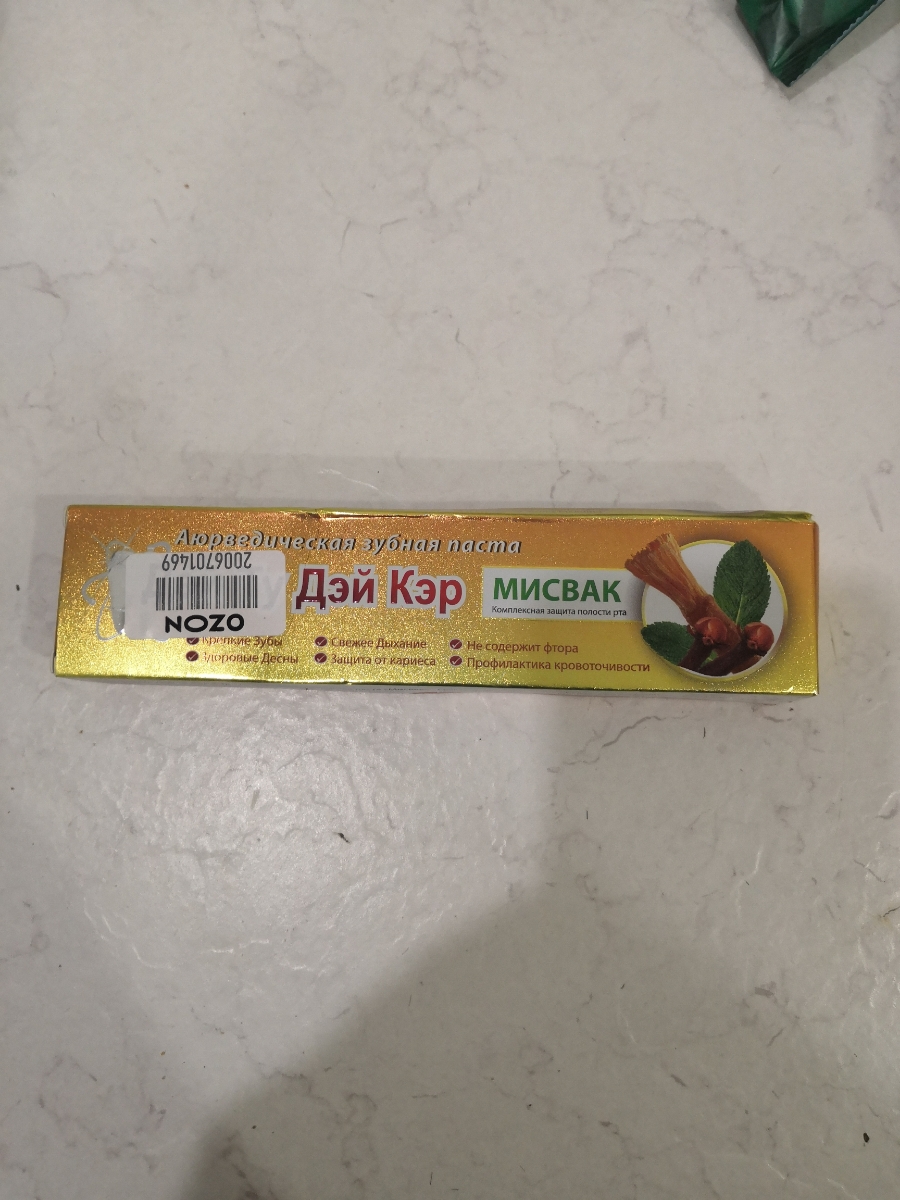 Аюрведическая зубная паста
2006701469
OZON
Дэй Кэр
МИСВАК
Комплексная защита полости рта
Крепкие Зубы
Здоровые Десны
Свежее Дыхание
Защита от кариеса
Не содержит фтора
Профилактика кровоточивости